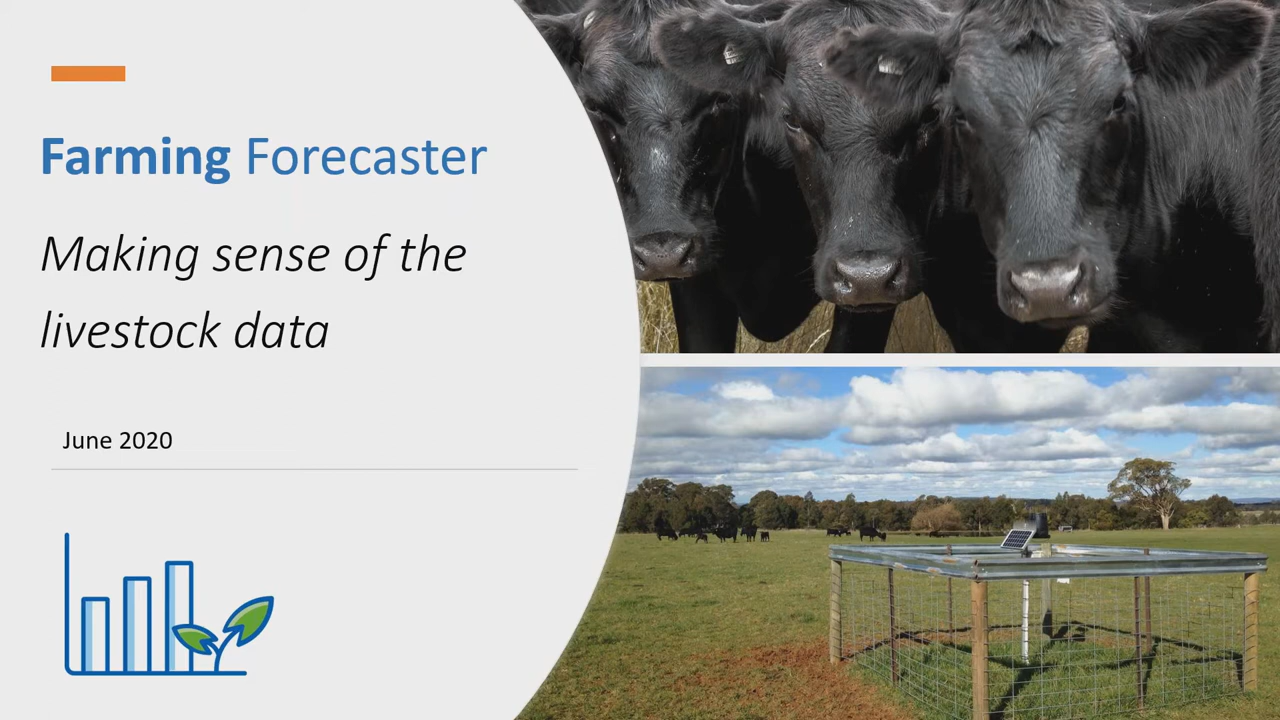 Farming Forecaster
Making sense of the
livestock data
June 2020